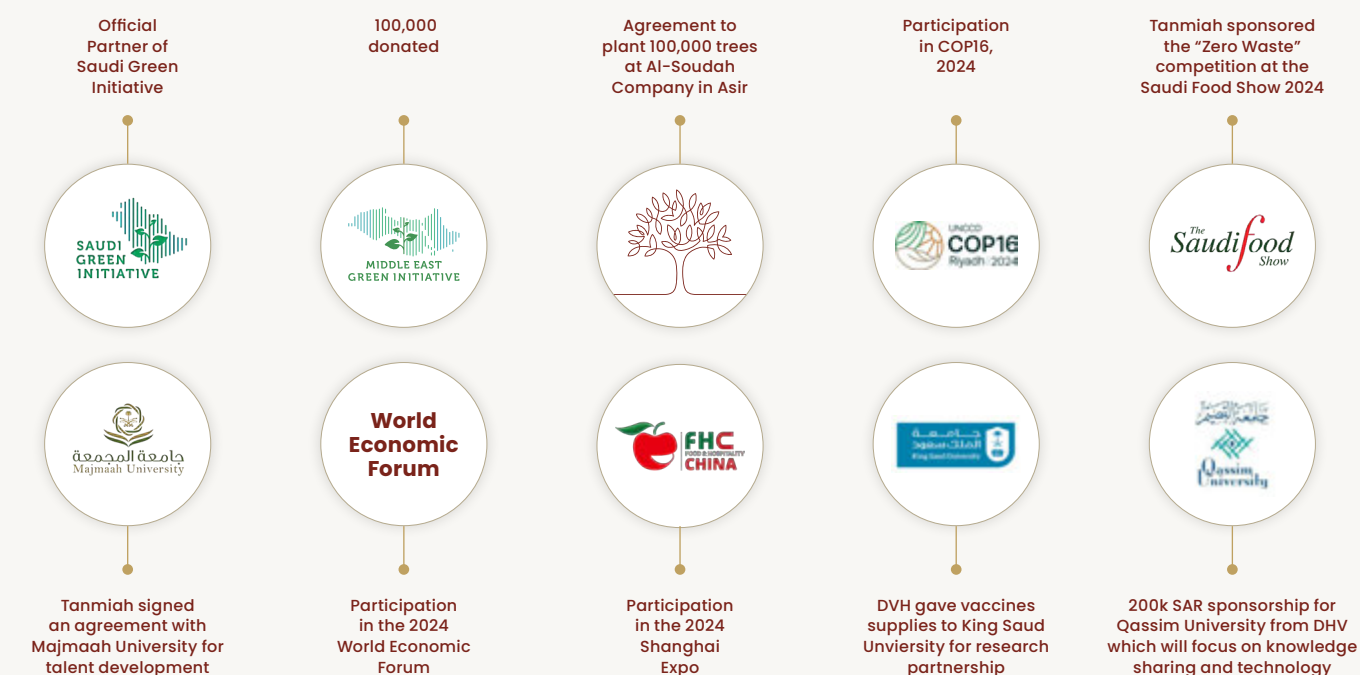 Official
Partner of
Saudi Green
Initiative
100,000
donated
Agreement to
plant 100,000 trees
at Al-Soudah
Company in Asir
Participation
in COP16,
2024
Tanmiah sponsored
the “Zero Waste”
competition at the
Saudi Food Show 2024
SAUDI
GREEN
INITIATIVE
MIDDLE EAST
GREEN INITIATIVE
UNCCD
COP16
Riyadh 2024
The
Saudi food
Show
جامعة المجمعة
Majmaah University
World
Economic
Forum
FHC
FOOD & HOSPITALITY
CHINA
جامعة
الملك سعود
King Saud University
جامعة القصيم
Qassim
University
Tanmiah signed
an agreement with
Majmaah University for
talent development
Participation
in the 2024
World Economic
Forum
Participation
in the 2024
Shanghai
Expo
DVH gave vaccines
supplies to King Saud
Unviersity for research
partnership
200k SAR sponsorship for
Qassim University from DHV
which will focus on knowledge
sharing and technology